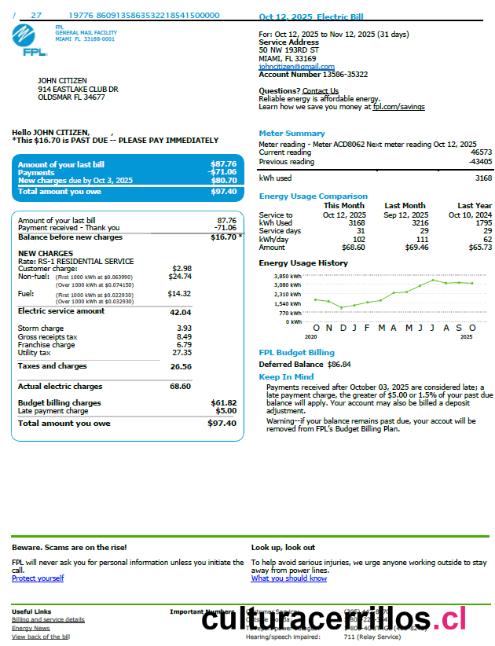 / 27 19776 8609135863532218541500000
FPL
GENERAL MAIL FACILITY
MIAMI FL 33188-0001
FPL.
JOHN CITIZEN
914 EASTLAKE CLUB DR
OLDSMAR FL 34677
Hello JOHN CITIZEN, ,
*This $16.70 is PAST DUE -- PLEASE PAY IMMEDIATELY
Amount of your last bill $87.76
Payments -$71.06
New charges due by Oct 3, 2025 $80.70
Total amount you owe $97.40
Amount of your last bill 87.76
Payment received - Thank you -71.06
Balance before new charges $16.70 *
NEW CHARGES
Rate: RS-1 RESIDENTIAL SERVICE
Customer charge: $2.98
Non-fuel: (First 1000 kWh at $0.063990) $24.74
(Over 1000 kWh at $0.074150)
Fuel: (First 1000 kWh at $0.022930) $14.32
(Over 1000 kWh at $0.032930)
Electric service amount 42.04
Storm charge 3.93
Gross receipts tax 8.49
Franchise charge 6.79
Utility tax 27.35
Taxes and charges 26.56
Actual electric charges 68.60
Budget billing charges $61.82
Late payment charge $5.00
Total amount you owe $97.40
Oct 12, 2025 Electric Bill
For: Oct 12, 2025 to Nov 12, 2025 (31 days)
Service Address
50 NW 193RD ST
MIAMI, FL 33169
johncitizen@gmail.com
Account Number 13586-35322
Questions? Contact Us
Reliable energy is affordable energy.
Learn how we save you money at fpl.com/savings
Meter Summary
Meter reading - Meter ACD8062 Next meter reading Oct 12, 2025
Current reading 46573
Previous reading -43405
kWh used 3168
Energy Usage Comparison
This Month Last Month Last Year
Service to Oct 12, 2025 Sep 12, 2025 Oct 10, 2024
kWh Used 3168 3216 1795
Service days 31 29 29
kWh/day 102 111 62
Amount $68.60 $69.46 $65.73
Energy Usage History
3,850 kWh
3,080 kWh
2,310 kWh
1,540 kWh
770 kWh
0 kWh
O N D J F M A M J J A S O
2020 2025
FPL Budget Billing
Deferred Balance $86.84
Keep In Mind
Payments received after October 03, 2025 are considered late; a
late payment charge, the greater of $5.00 or 1.5% of your past due
balance will apply. Your account may also be billed a deposit
adjustment.
Warning--if your balance remains past due, your accout will be
removed from FPL's Budget Billing Plan.
Beware. Scams are on the rise!
FPL will never ask you for personal information unless you initiate the
call.
Protect yourself
Look up, look out
To help avoid serious injuries, we urge anyone working outside to stay
away from power lines.
What you should know
Useful Links
Billing and service details
Energy News
View back of the bill
Important Numbers
Hearing/speech impaired: 711 (Relay Service)
culturacerrillos.cl